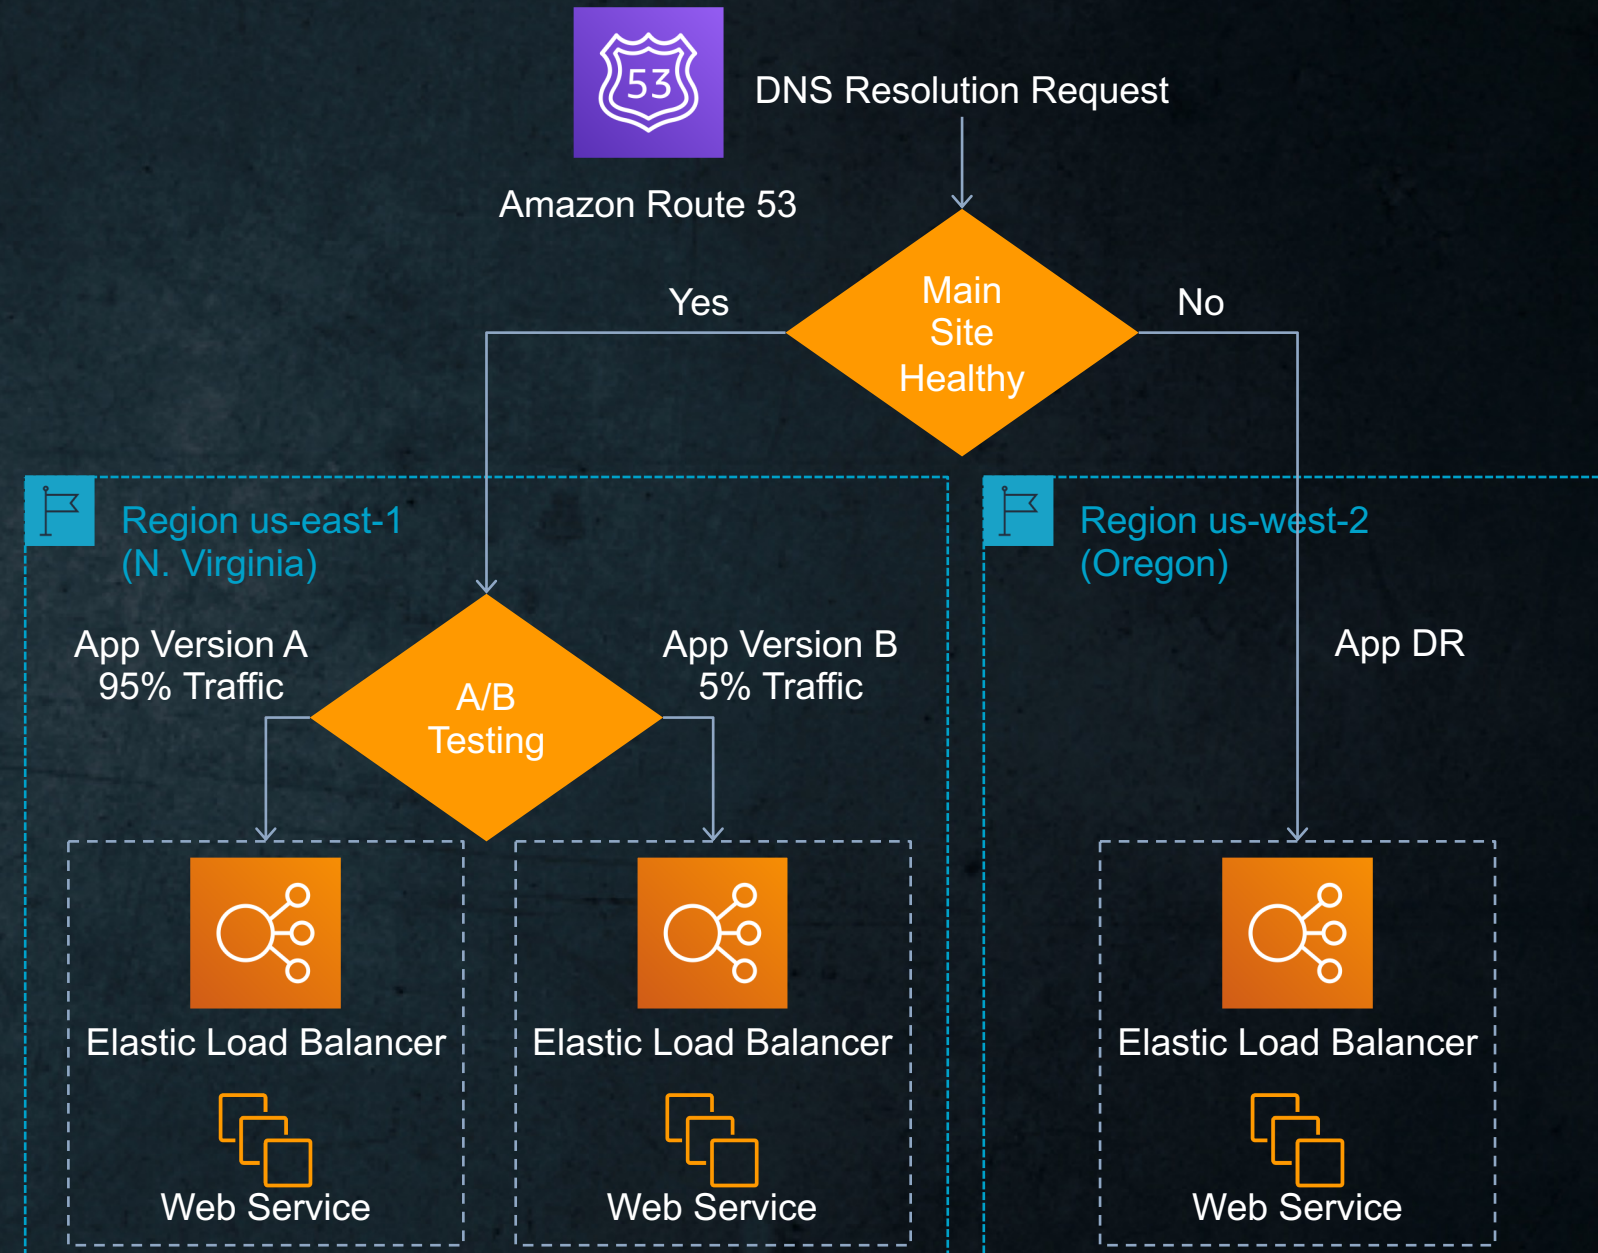 53
DNS Resolution Request
Amazon Route 53
Main
Site
Healthy
Yes
No
Region us-east-1
(N. Virginia)
Region us-west-2
(Oregon)
App Version A
95% Traffic
A/B
Testing
App Version B
5% Traffic
App DR
Elastic Load Balancer
Elastic Load Balancer
Elastic Load Balancer
Web Service
Web Service
Web Service